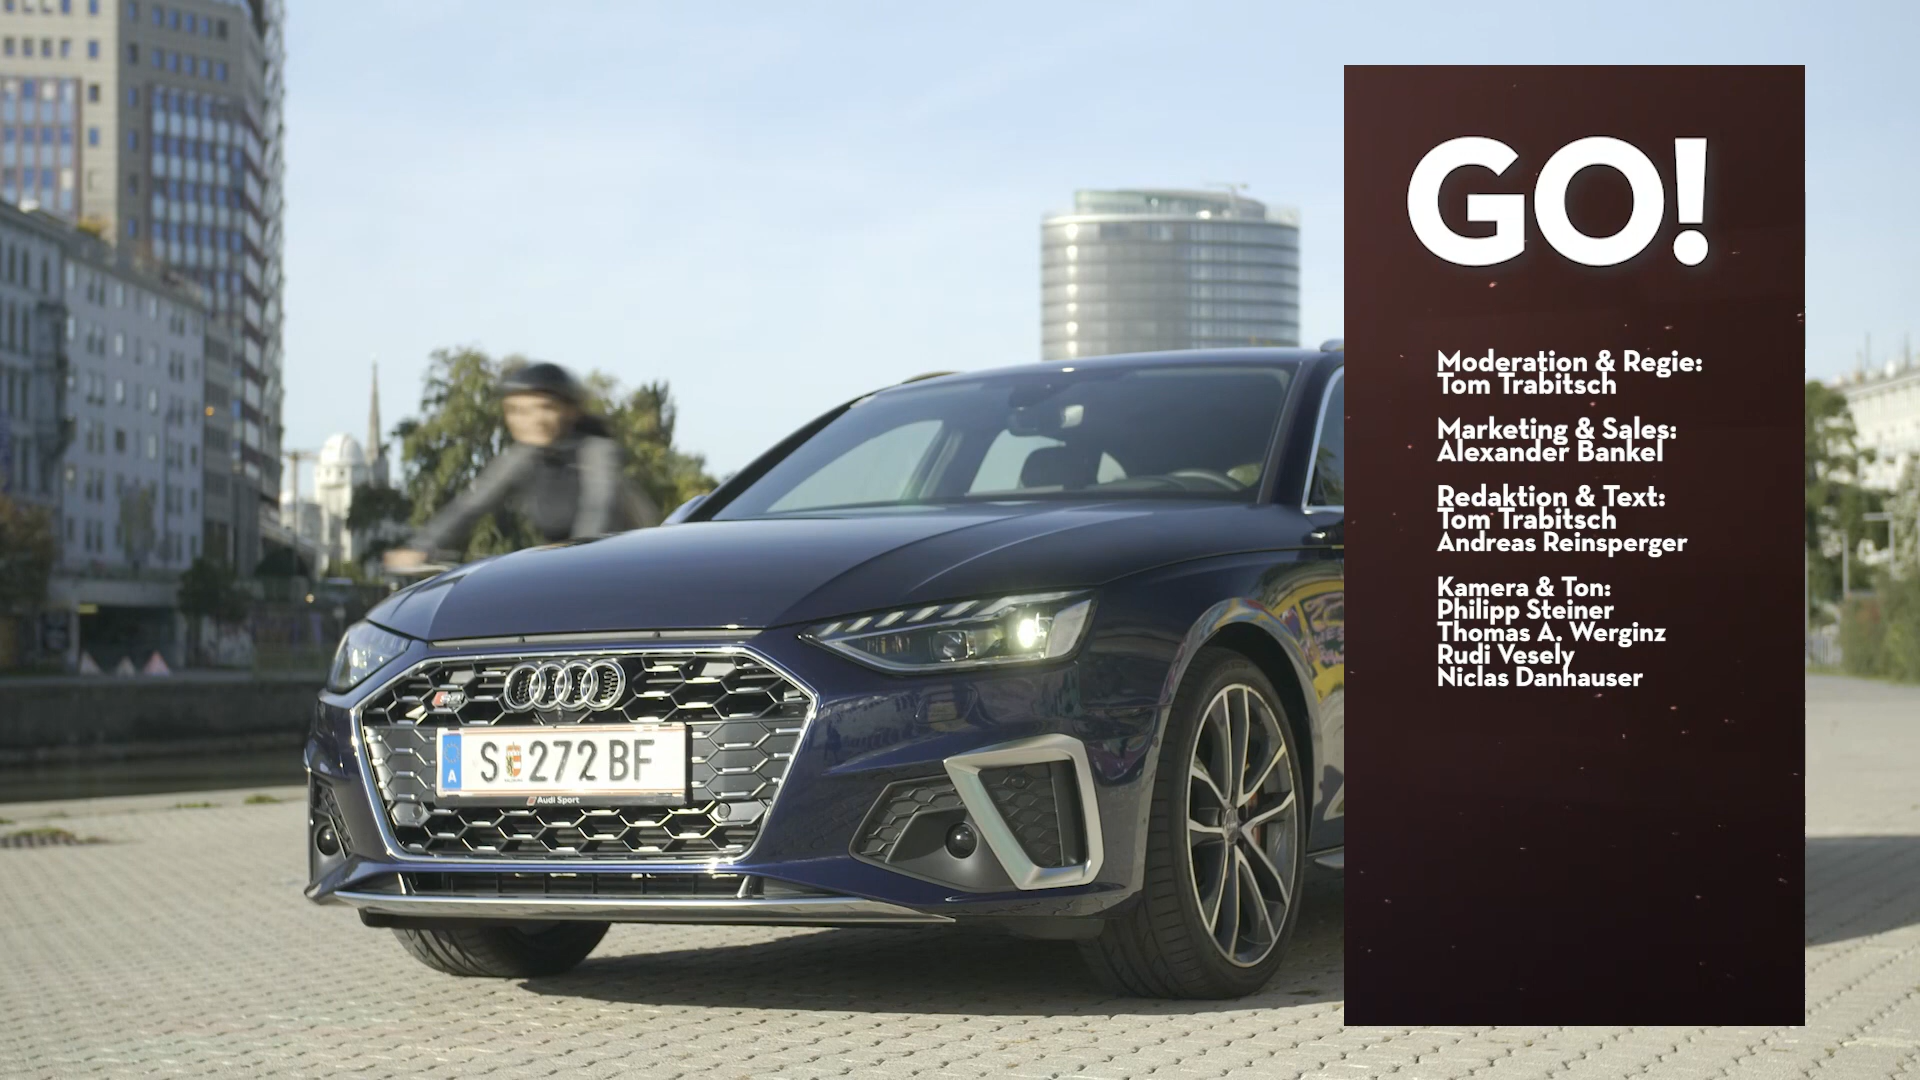 GO!
Moderation & Regie:
Tom Trabitsch
Marketing & Sales:
Alexander Bankel
Redaktion & Text:
Tom Trabitsch
Andreas Reinsperger
Kamera & Ton:
Philipp Steiner
Thomas A. Werginz
Rudi Vesely
Niclas Danhauser
S4
A
S 272 BF
Audi Sport